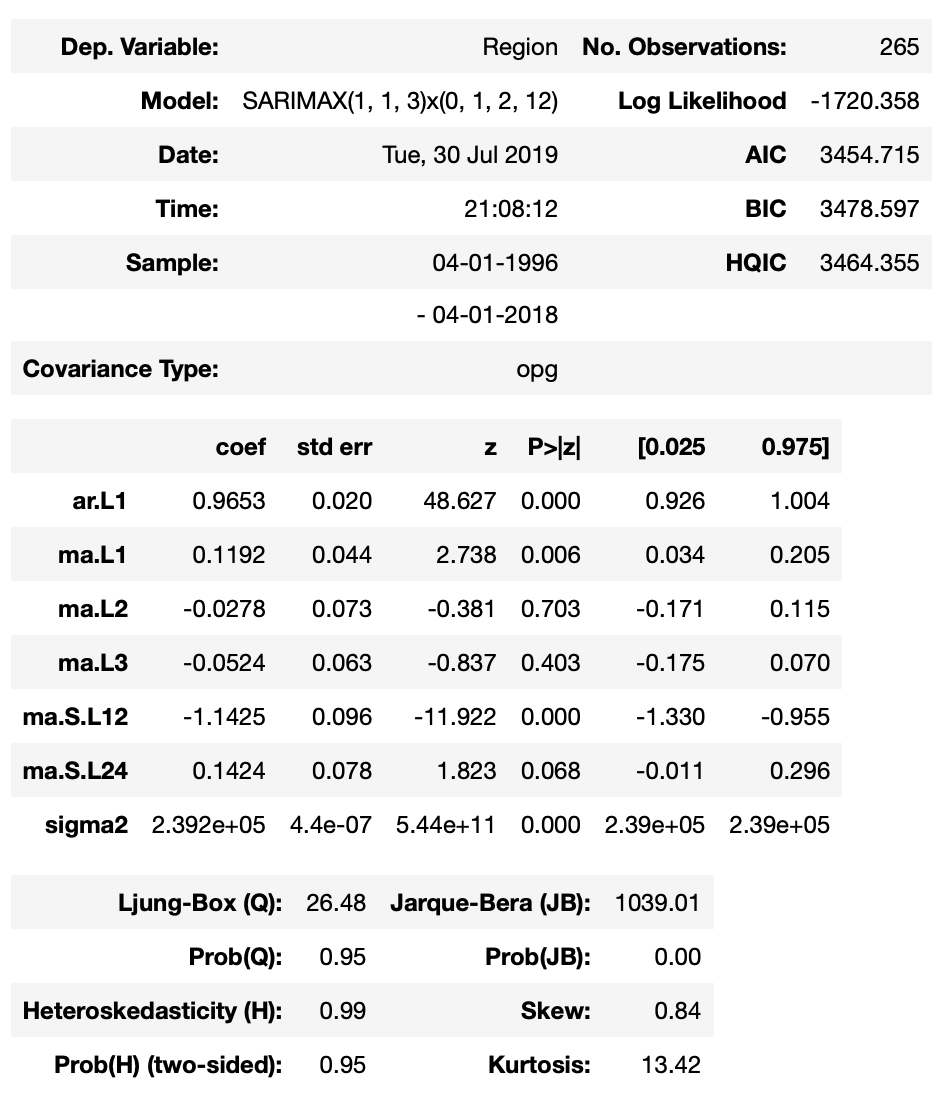 Dep. Variable: Region No. Observations: 265
Model: SARIMAX(1, 1, 3)x(0, 1, 2, 12) Log Likelihood -1720.358
Date: Tue, 30 Jul 2019 AIC 3454.715
Time: 21:08:12 BIC 3478.597
Sample: 04-01-1996 HQIC 3464.355
- 04-01-2018
Covariance Type: opg
coef std err z P>|z| [0.025 0.975]
ar.L1 0.9653 0.020 48.627 0.000 0.926 1.004
ma.L1 0.1192 0.044 2.738 0.006 0.034 0.205
ma.L2 -0.0278 0.073 -0.381 0.703 -0.171 0.115
ma.L3 -0.0524 0.063 -0.837 0.403 -0.175 0.070
ma.S.L12 -1.1425 0.096 -11.922 0.000 -1.330 -0.955
ma.S.L24 0.1424 0.078 1.823 0.068 -0.011 0.296
sigma2 2.392e+05 4.4e-07 5.44e+11 0.000 2.39e+05 2.39e+05
Ljung-Box (Q): 26.48 Jarque-Bera (JB): 1039.01
Prob(Q): 0.95 Prob(JB): 0.00
Heteroskedasticity (H): 0.99 Skew: 0.84
Prob(H) (two-sided): 0.95 Kurtosis: 13.42